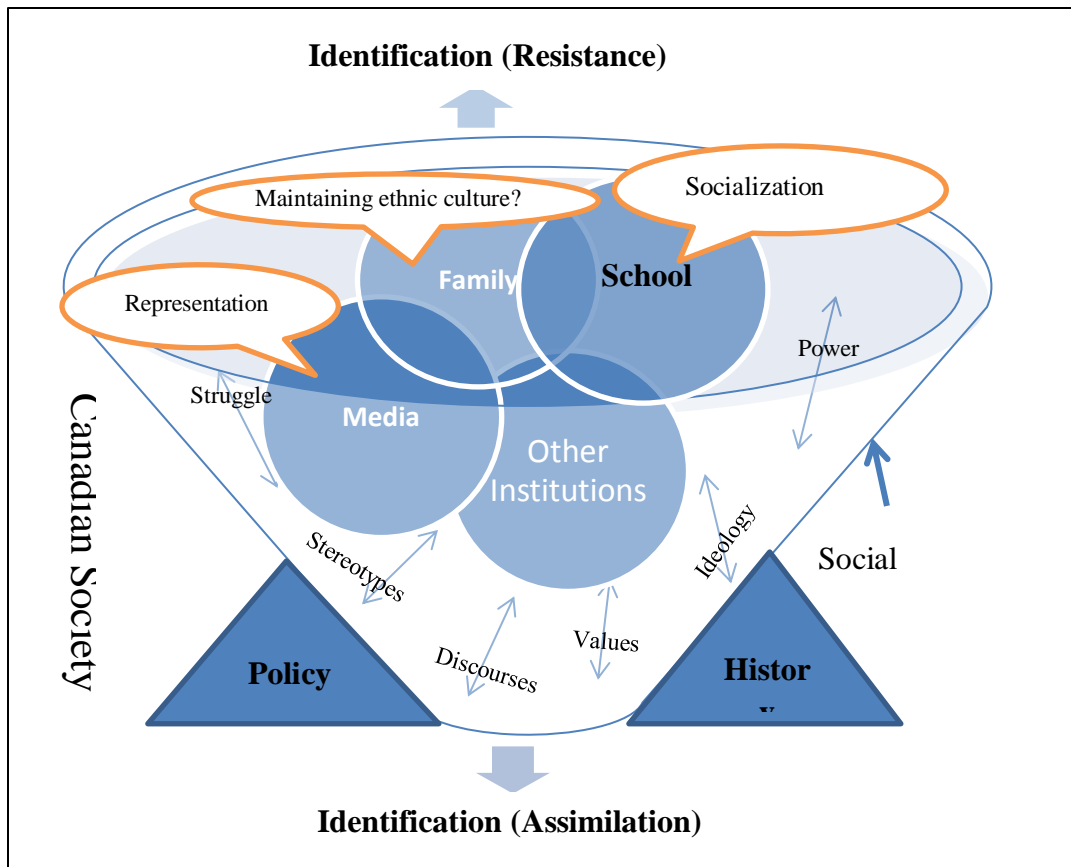 Identification (Resistance)
Maintaining ethnic culture?
Socialization
Family
School
Representation
Power
Struggle
Media
Other
Institutions
Canadian Society
Stereotypes
Ideology
Social
Discourses
Values
Policy
Histor
y
Identification (Assimilation)